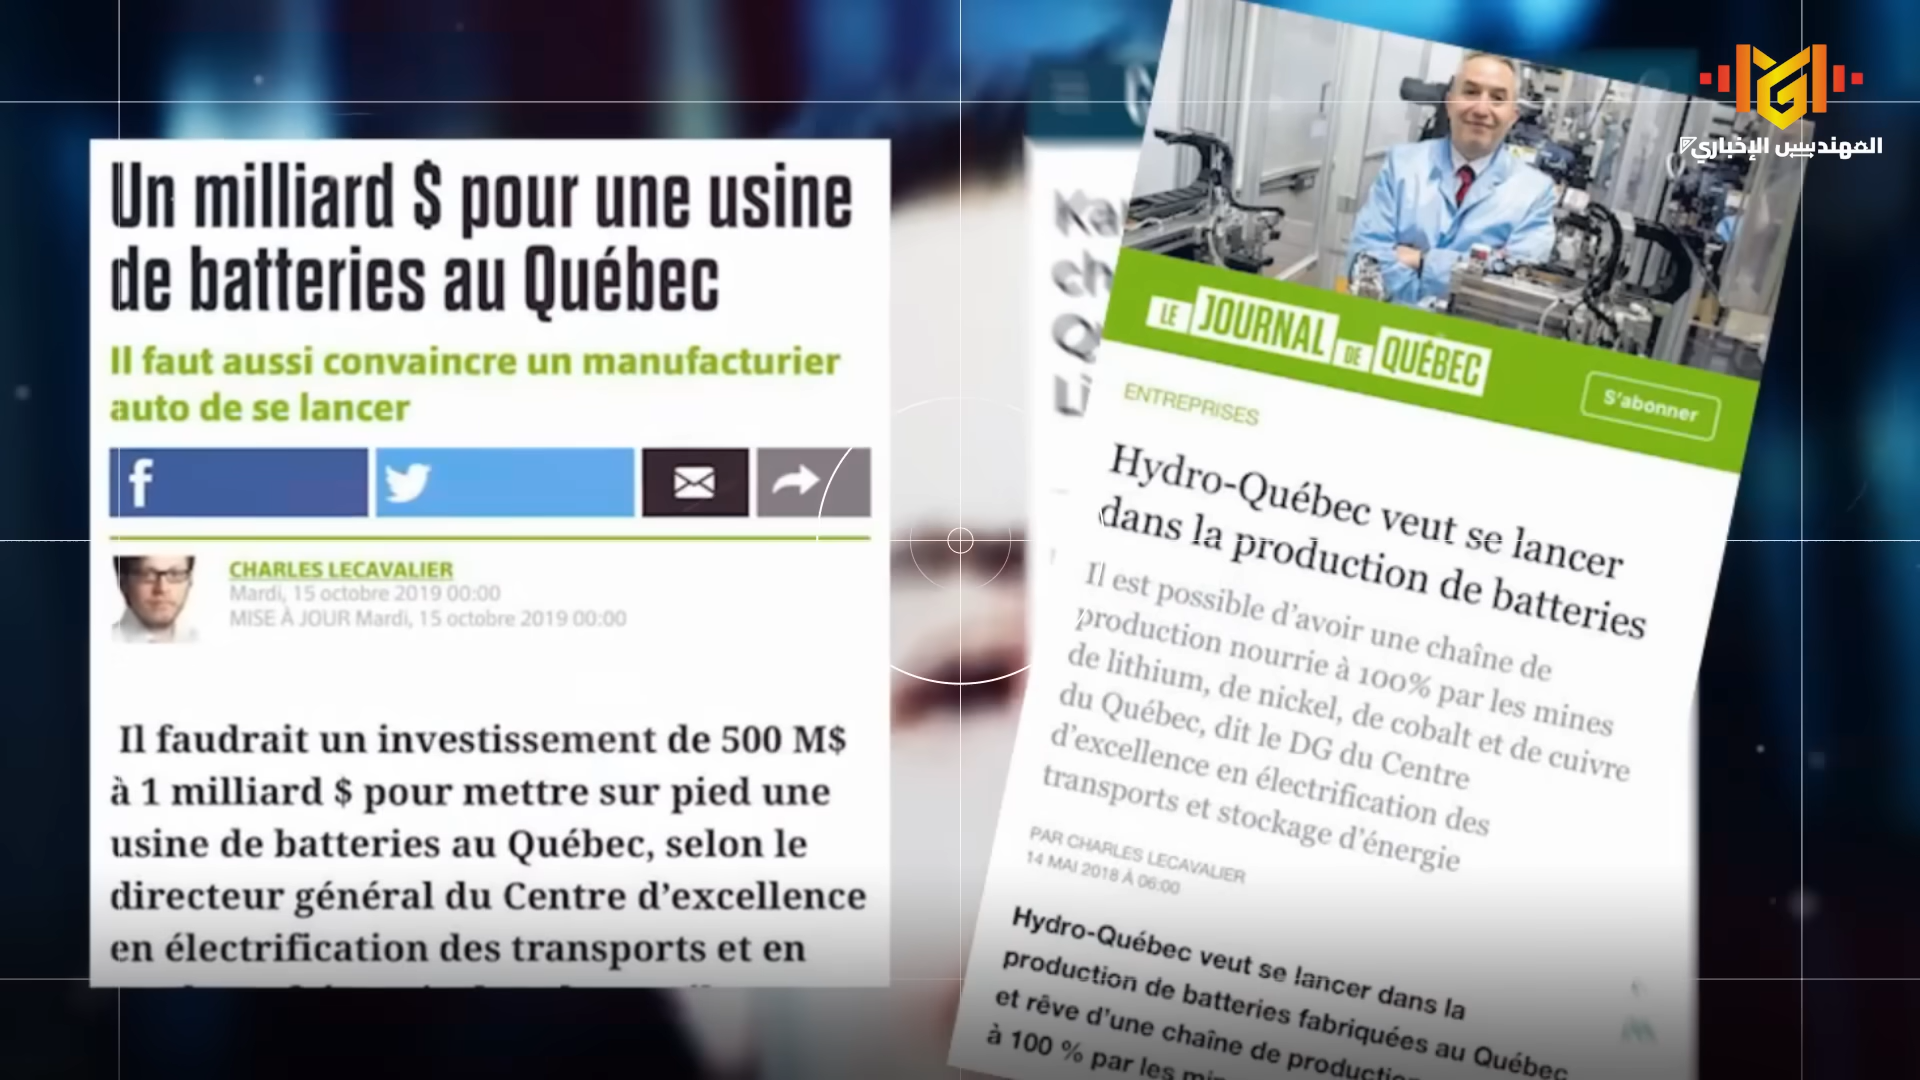 Un milliard $ pour une usine
de batteries au Québec
Il faut aussi convaincre un manufacturier
auto de se lancer
CHARLES LECAVALIER
Mardi, 15 octobre 2019 00:00
MISE À JOUR Mardi, 15 octobre 2019 00:00
Il faudrait un investissement de 500 M$
à 1 milliard $ pour mettre sur pied une
usine de batteries au Québec, selon le
directeur général du Centre d'excellence
en électrification des transports et en
المهندس الإخباري
LE JOURNAL DE QUÉBEC
S'abonner
ENTREPRISES
Hydro-Québec veut se lancer
dans la production de batteries
Il est possible d'avoir une chaîne de
production nourrie à 100% par les mines
de lithium, de nickel, de cobalt et de cuivre
du Québec, dit le DG du Centre
d'excellence en électrification des
transports et stockage d'énergie
PAR CHARLES LECAVALIER
14 MAI 2018 À 06:00
Hydro-Québec veut se lancer dans la
production de batteries fabriquées au Québec
et rêve d'une chaîne de production
à 100 % par les